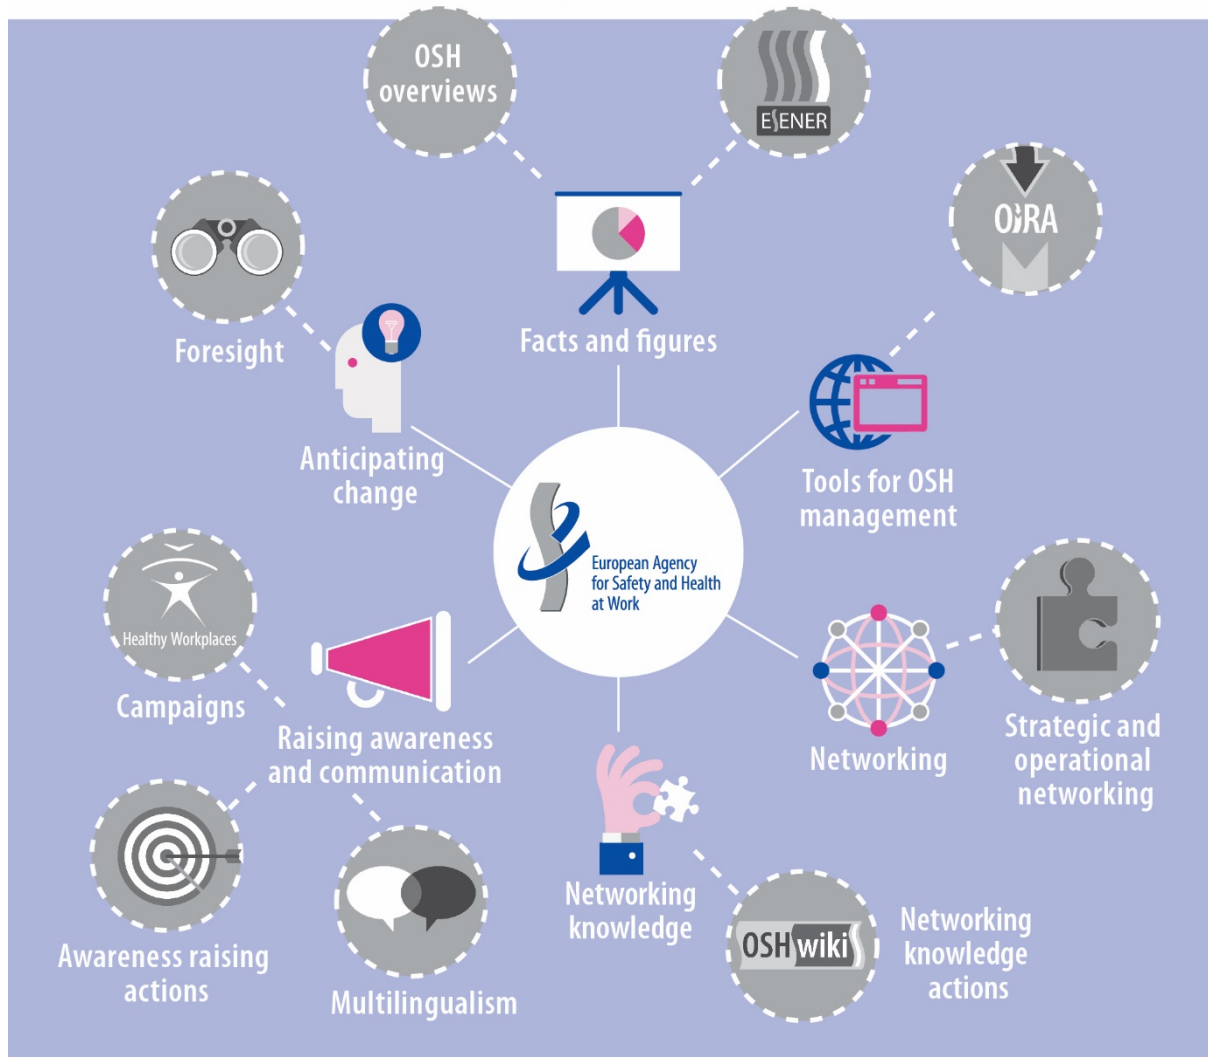 OSH
overviews
ESENER
OiRA
Foresight
Facts and figures
Anticipating
change
Tools for OSH
management
European Agency
for Safety and Health
at Work
Healthy Workplaces
Campaigns
Raising awareness
and communication
Networking
Strategic and
operational
networking
Networking
knowledge
OSHwiki
Networking
knowledge
actions
Awareness raising
actions
Multilingualism